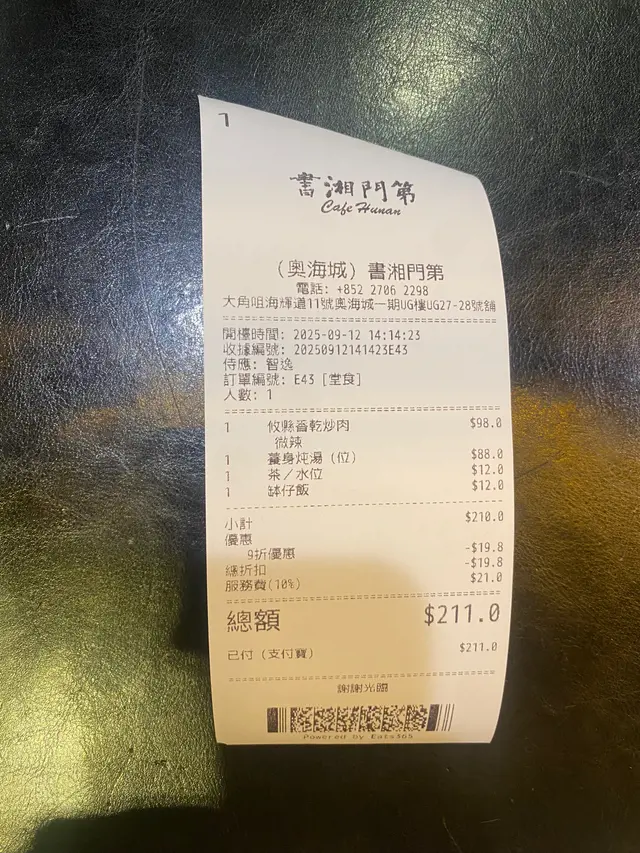 1
書湘門第
Cafe Hunan
(奧海城) 書湘門第
電話: +852 2706 2298
大角咀海輝道11號奧海城一期UG樓UG27-28號舖
開檯時間: 2025-09-12 14:14:23
收據編號: 20250912141423E43
侍應: 智逸
訂單編號: E43 [堂食]
人數: 1
1 攸縣香乾炒肉 $98.0
微辣
1 養身炖湯 (位) $88.0
1 茶/水位 $12.0
1 缽仔飯 $12.0
小計 $210.0
優惠
9折優惠 -$19.8
總折扣 -$19.8
服務費(10%) $21.0
總額 $211.0
已付 (支付寶) $211.0
謝謝光臨
Powered by Eats365